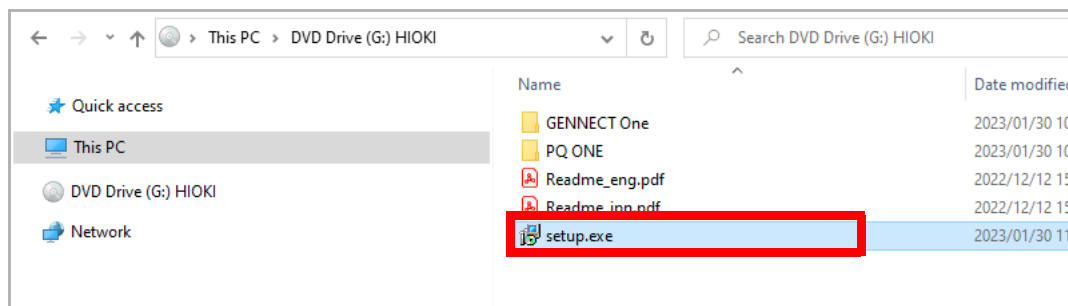 This PC > DVD Drive (G:) HIOKI
Search DVD Drive (G:) HIOKI
Quick access
This PC
DVD Drive (G:) HIOKI
Network
Name Date modified
GENNECT One 2023/01/30 10
PQ ONE 2023/01/30 10
Readme_eng.pdf 2022/12/12 15
Readme_jpn.pdf 2022/12/12 15
setup.exe 2023/01/30 11